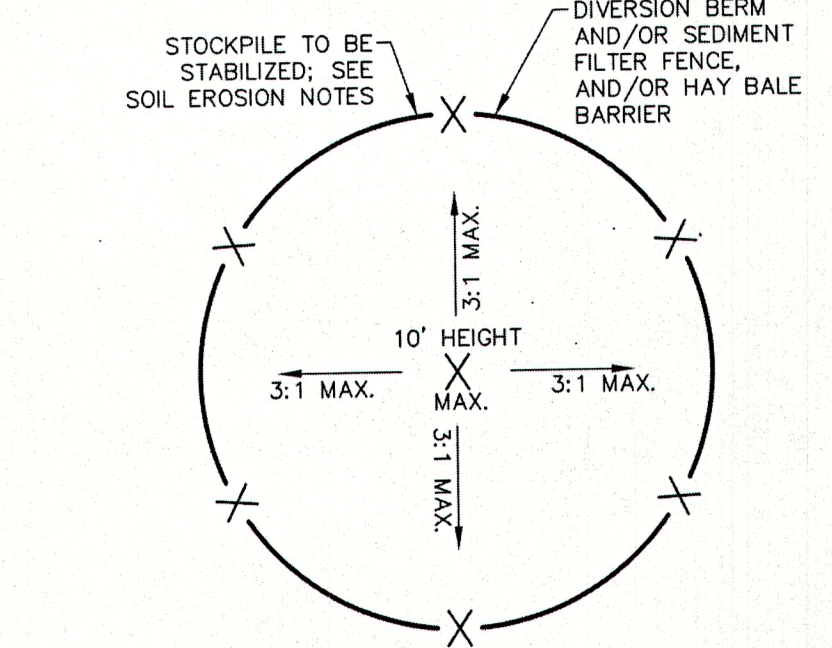 STOCKPILE TO BE
STABILIZED; SEE
SOIL EROSION NOTES
DIVERSION BERM
AND/OR SEDIMENT
FILTER FENCE,
AND/OR HAY BALE
BARRIER
3:1 MAX.
10' HEIGHT
MAX.
3:1 MAX.
3:1 MAX.
3:1 MAX.